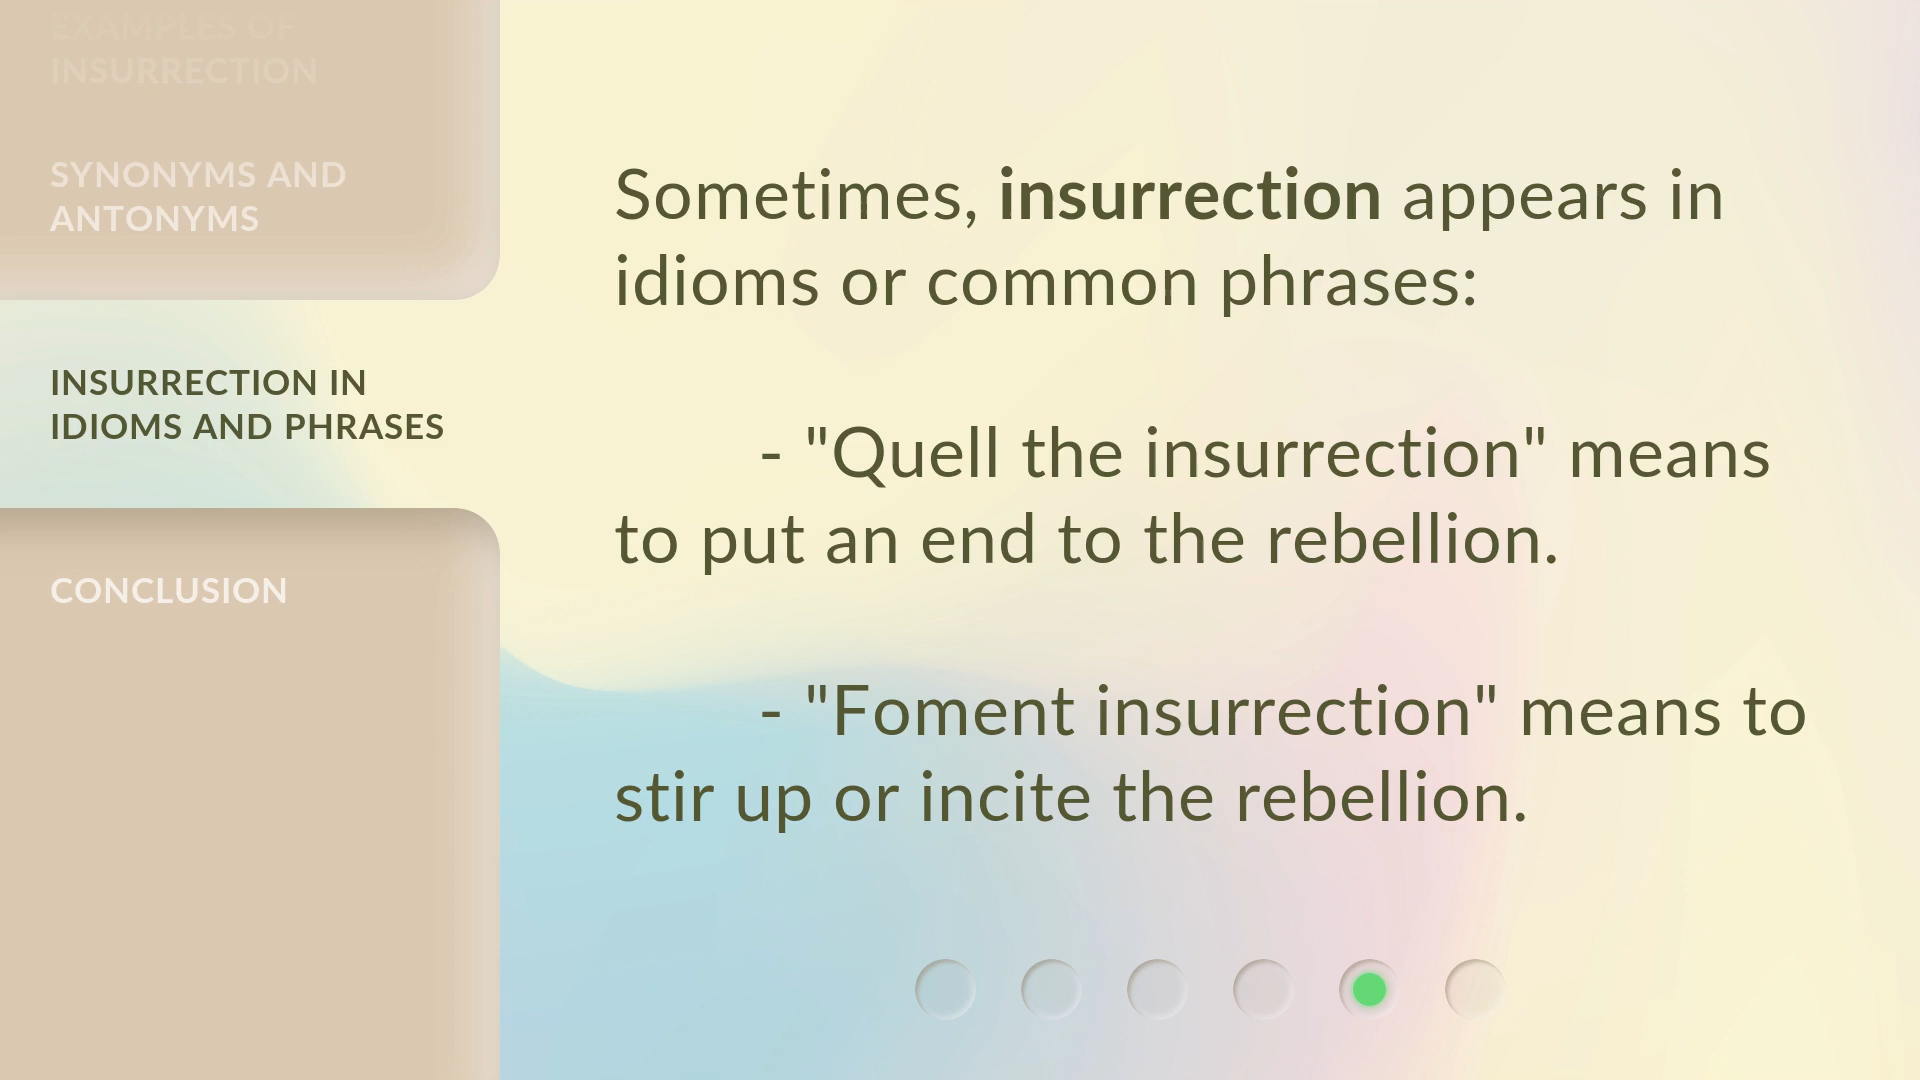 EXAMPLES OF
INSURRECTION
SYNONYMS AND
ANTONYMS
INSURRECTION IN
IDIOMS AND PHRASES
CONCLUSION
Sometimes, insurrection appears in
idioms or common phrases:
- "Quell the insurrection" means
to put an end to the rebellion.
- "Foment insurrection" means to
stir up or incite the rebellion.